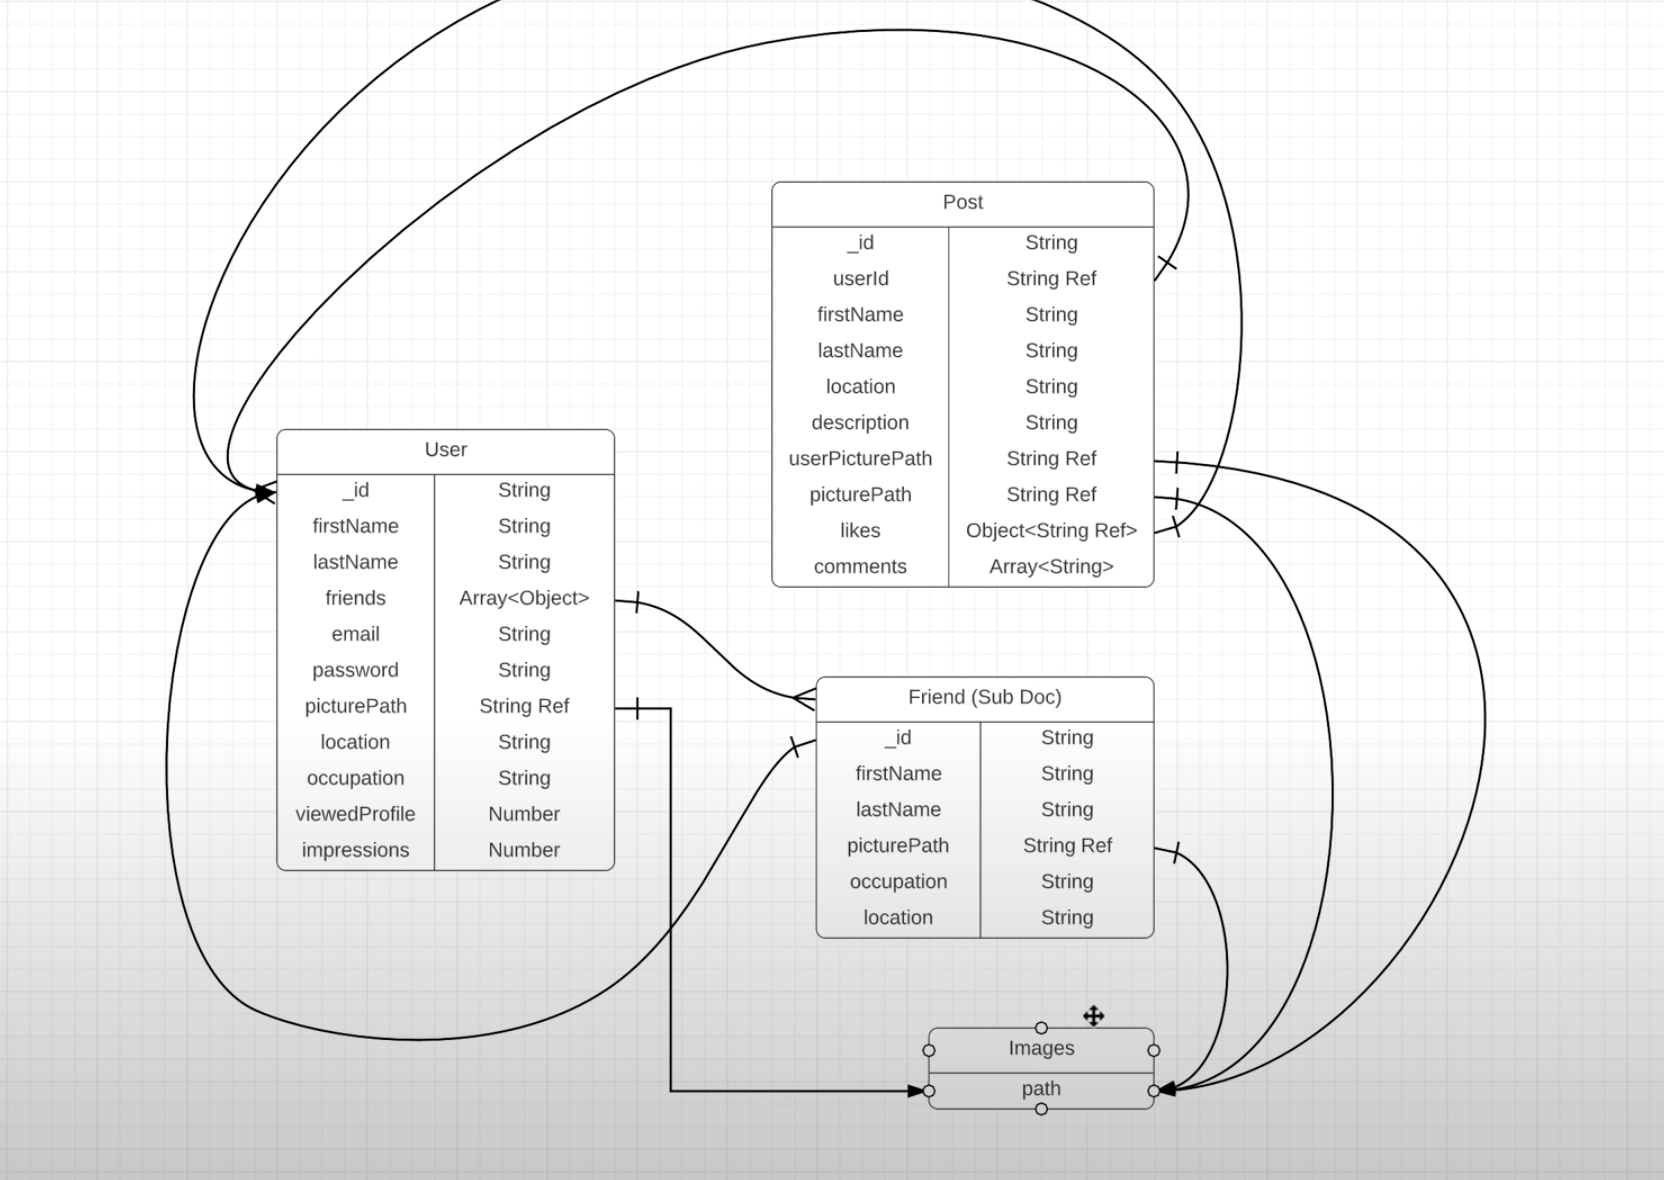 Post
_id String
userId String Ref
firstName String
lastName String
location String
description String
userPicturePath String Ref
picturePath String Ref
likes Object<String Ref>
comments Array<String>
User
_id String
firstName String
lastName String
friends Array<Object>
email String
password String
picturePath String Ref
location String
occupation String
viewedProfile Number
impressions Number
Friend (Sub Doc)
_id String
firstName String
lastName String
picturePath String Ref
occupation String
location String
Images
path